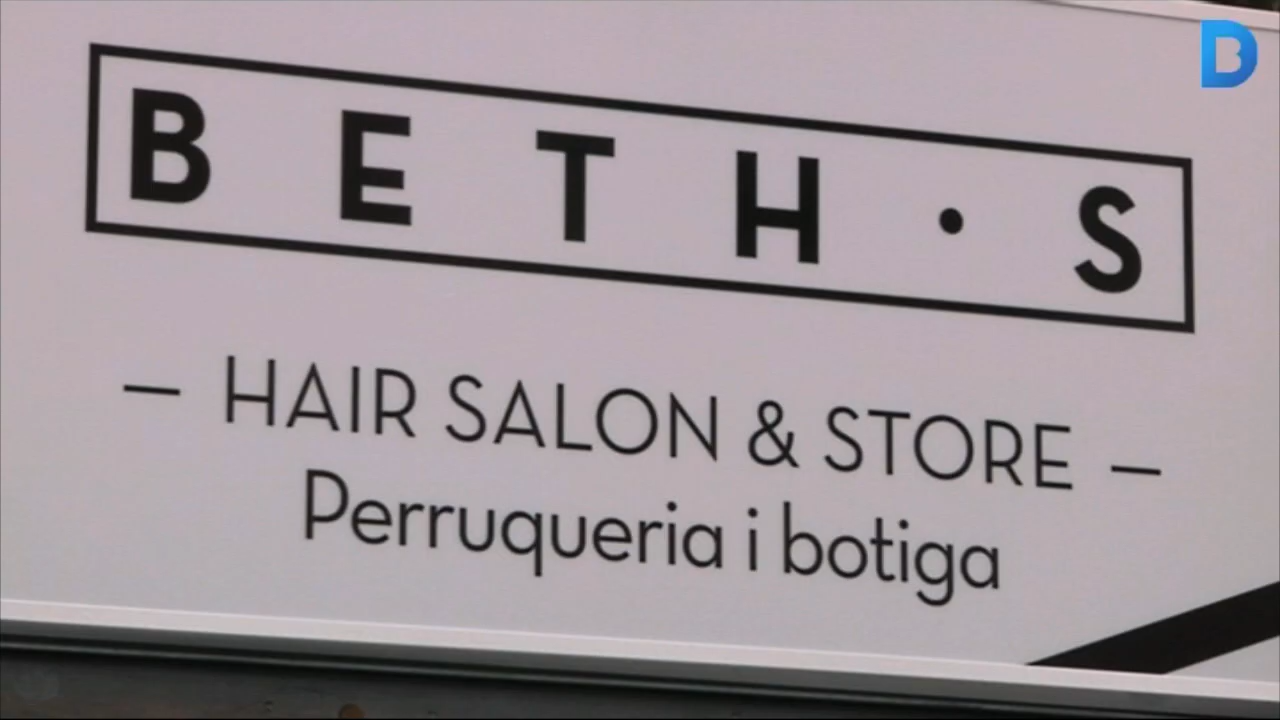 BETH·S
— HAIR SALON & STORE —
Perruqueria i botiga